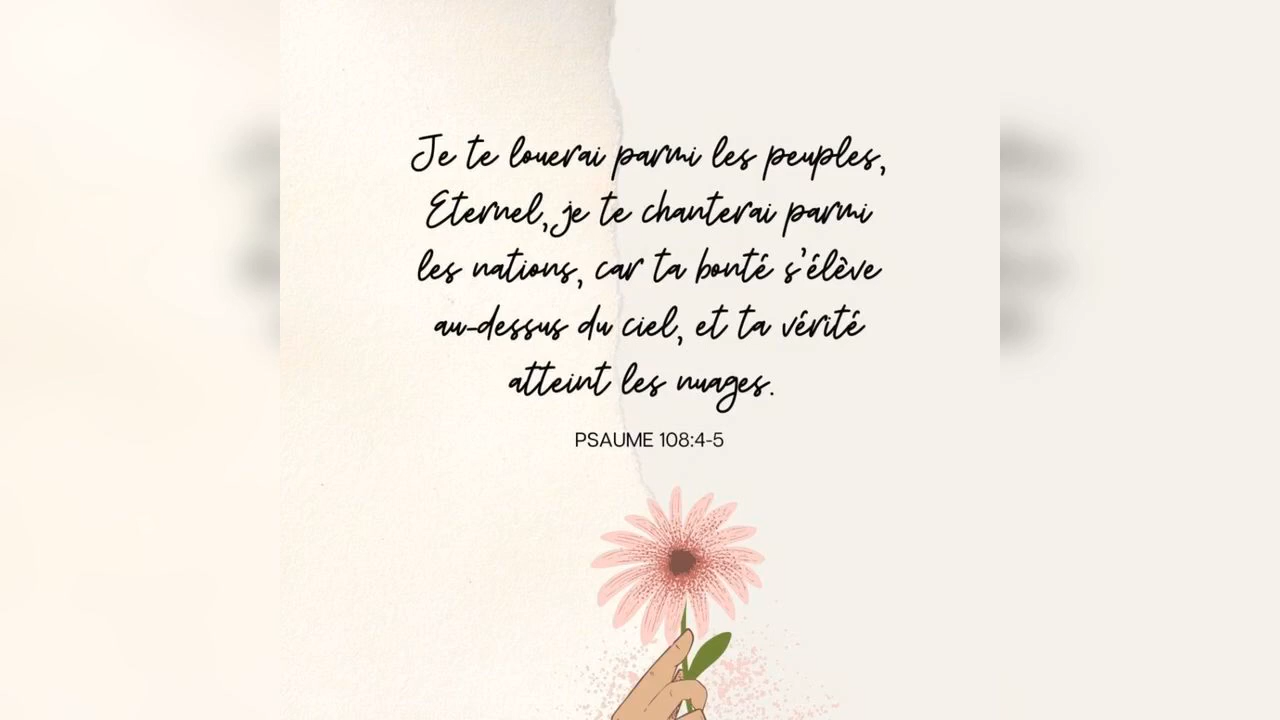 Je te louerai parmi les peuples,
Eternel, je te chanterai parmi
les nations, car ta bonté s'élève
au-dessus du ciel, et ta vérité
atteint les nuages.
PSAUME 108:4-5